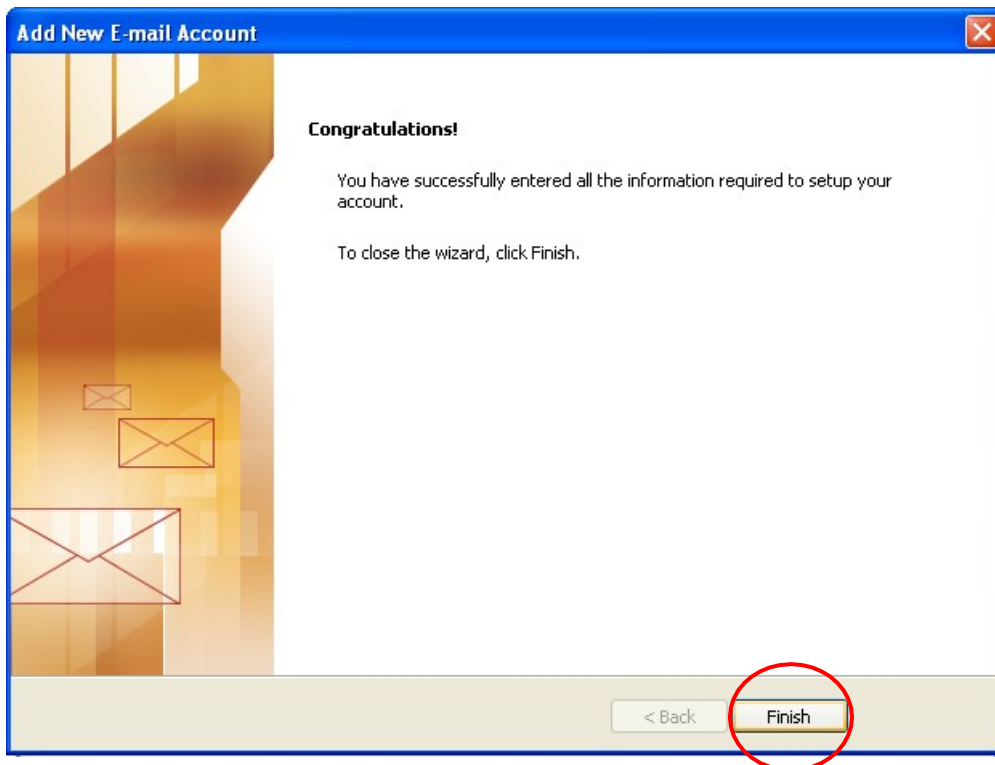 Add New E-mail Account
Congratulations!
You have successfully entered all the information required to setup your
account.
To close the wizard, click Finish.
< Back
Finish